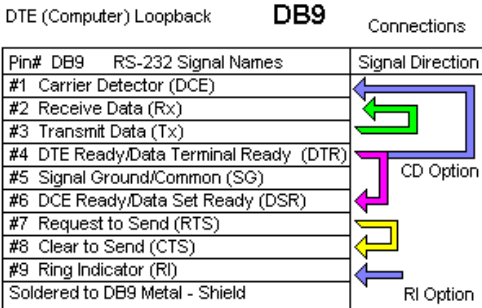 DTE (Computer) Loopback DB9 Connections
Pin# DB9 RS-232 Signal Names Signal Direction
#1 Carrier Detector (DCE)
#2 Receive Data (Rx)
#3 Transmit Data (Tx)
#4 DTE Ready/Data Terminal Ready (DTR)
#5 Signal Ground/Common (SG) CD Option
#6 DCE Ready/Data Set Ready (DSR)
#7 Request to Send (RTS)
#8 Clear to Send (CTS)
#9 Ring Indicator (RI)
Soldered to DB9 Metal - Shield RI Option